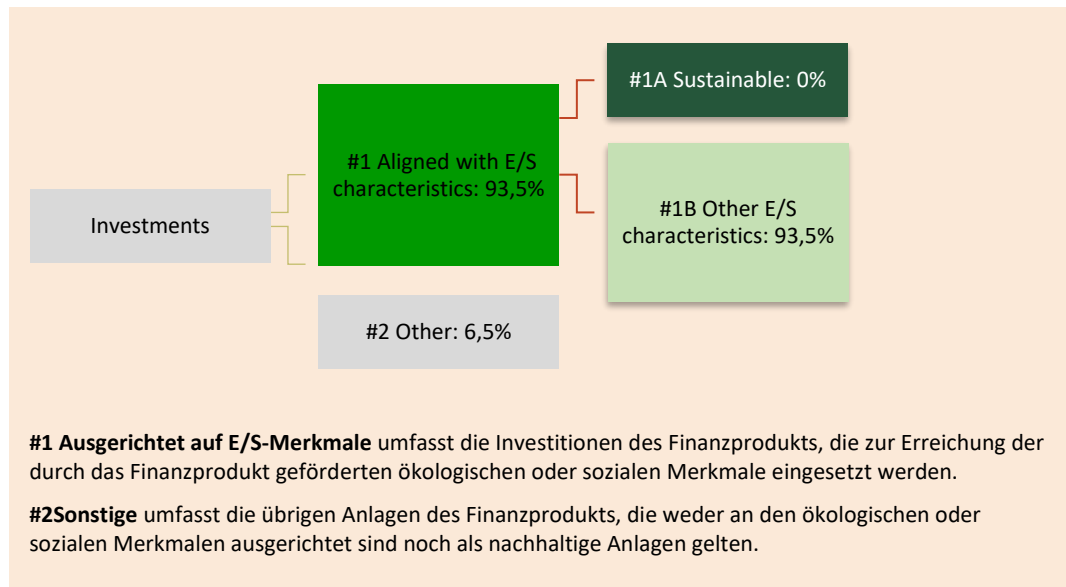 #1A Sustainable: 0%
#1 Aligned with E/S
characteristics: 93,5%
#1B Other E/S
characteristics: 93,5%
Investments
#2 Other: 6,5%
#1 Ausgerichtet auf E/S-Merkmale umfasst die Investitionen des Finanzprodukts, die zur Erreichung der
durch das Finanzprodukt geförderten ökologischen oder sozialen Merkmale eingesetzt werden.
#2Sonstige umfasst die übrigen Anlagen des Finanzprodukts, die weder an den ökologischen oder
sozialen Merkmalen ausgerichtet sind noch als nachhaltige Anlagen gelten.